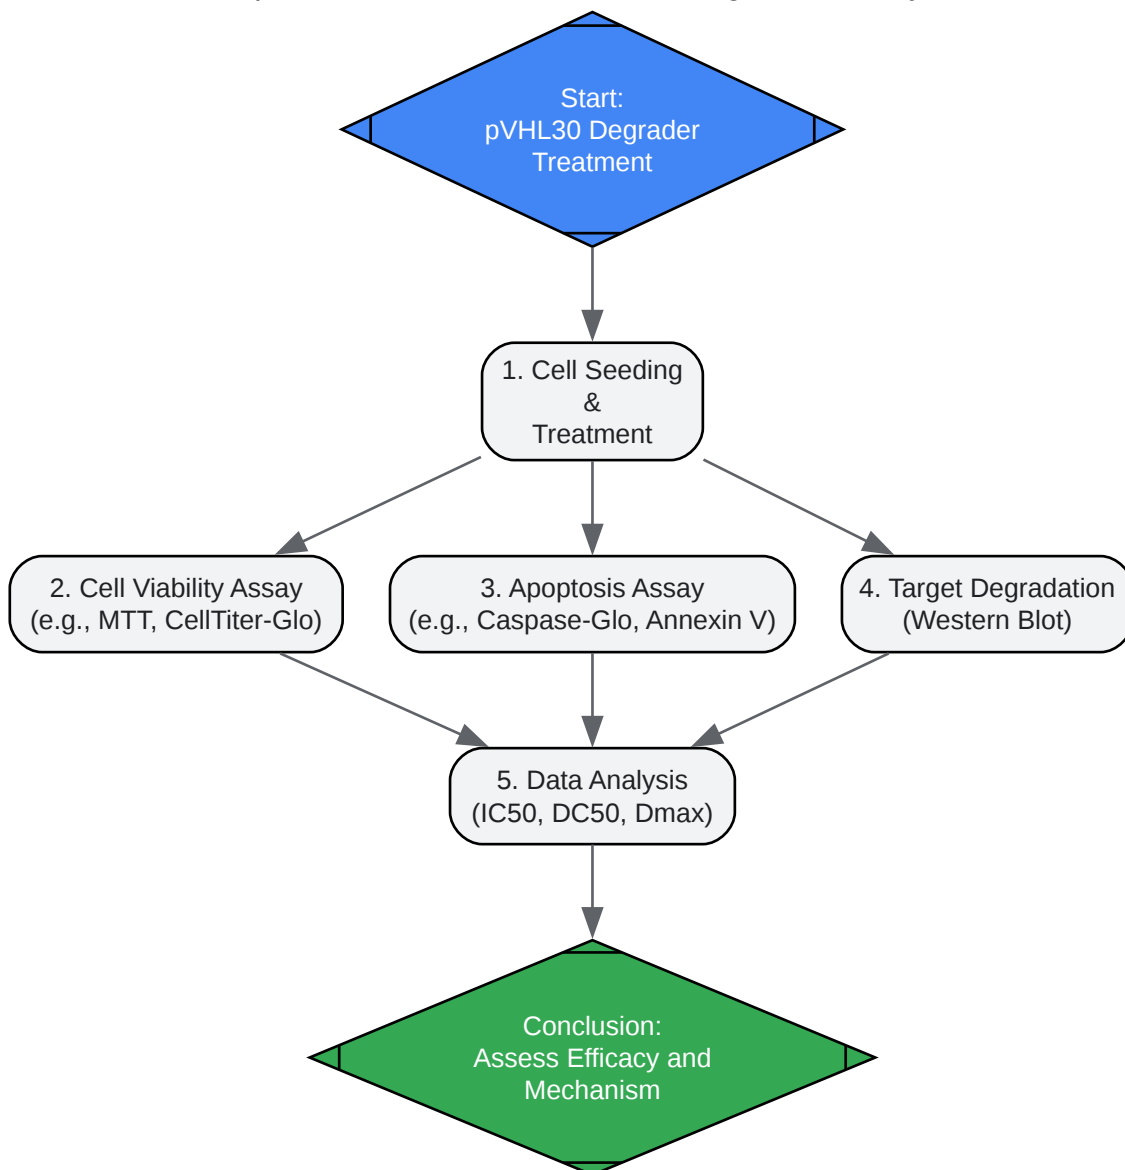 Start:
pVHL30 Degrader
Treatment
1. Cell Seeding
&
Treatment
2. Cell Viability Assay
(e.g., MTT, CellTiter-Glo)
3. Apoptosis Assay
(e.g., Caspase-Glo, Annexin V)
4. Target Degradation
(Western Blot)
5. Data Analysis
(IC50, DC50, Dmax)
Conclusion:
Assess Efficacy and
Mechanism